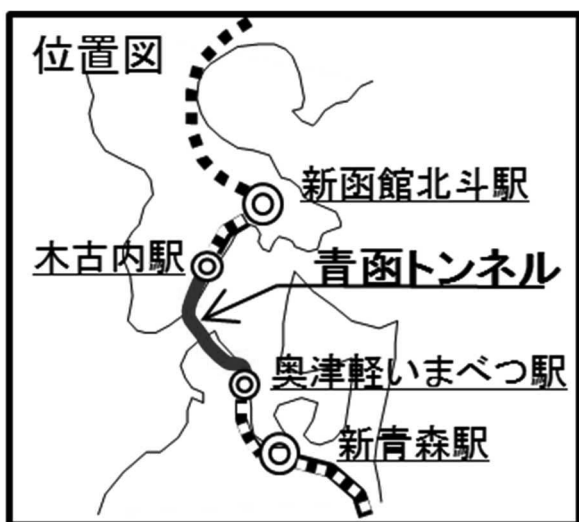 位置図
新函館北斗駅
木古内駅
青函トンネル
奥津軽いまべつ駅
新青森駅